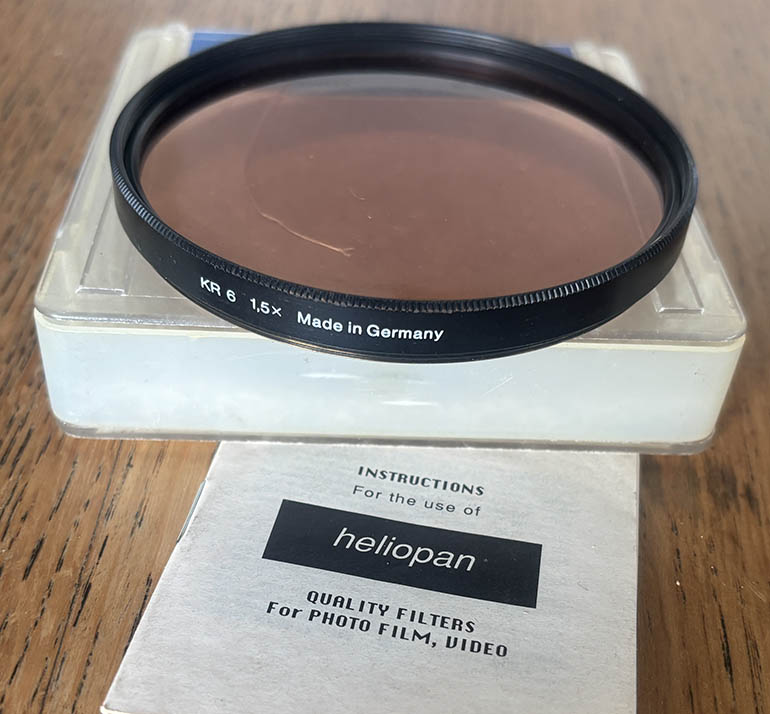 KR 6 1,5× Made in Germany
INSTRUCTIONS
For the use of
heliopan
QUALITY FILTERS
For PHOTO FILM, VIDEO